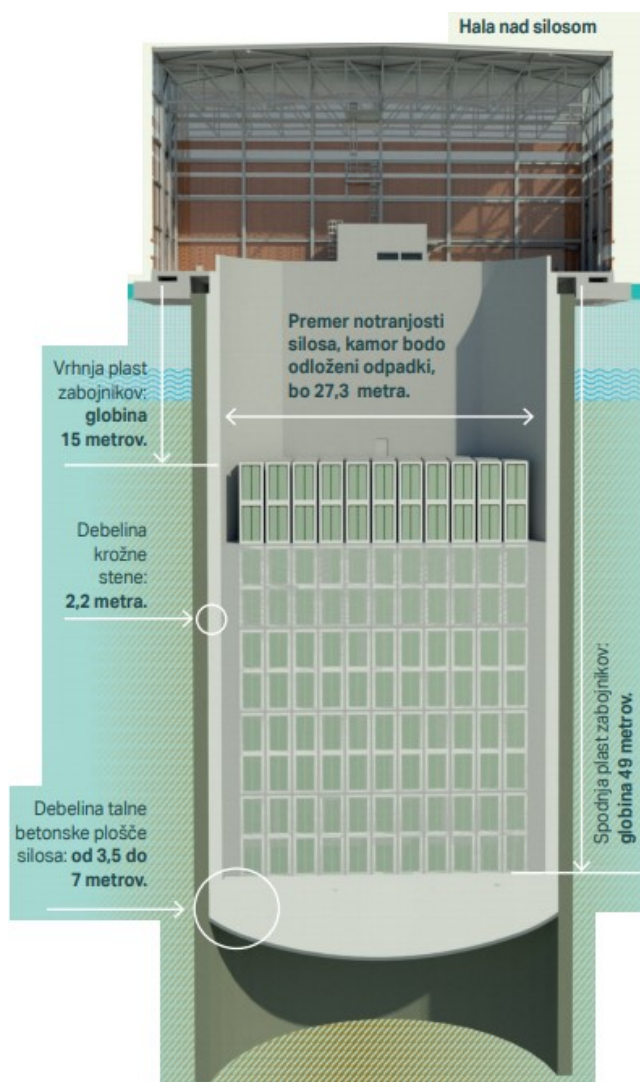 Hala nad silosom
Premer notranjosti
silosa, kamor bodo
odloženi odpadki,
bo 27,3 metra.
Vrhnja plast
zabojnikov:
globina
15 metrov.
Debelina
krožne
stene:
2,2 metra.
Spodnja plast zabojnikov:
globina 49 metrov.
Debelina talne
betonske plošče
silosa: od 3,5 do
7 metrov.